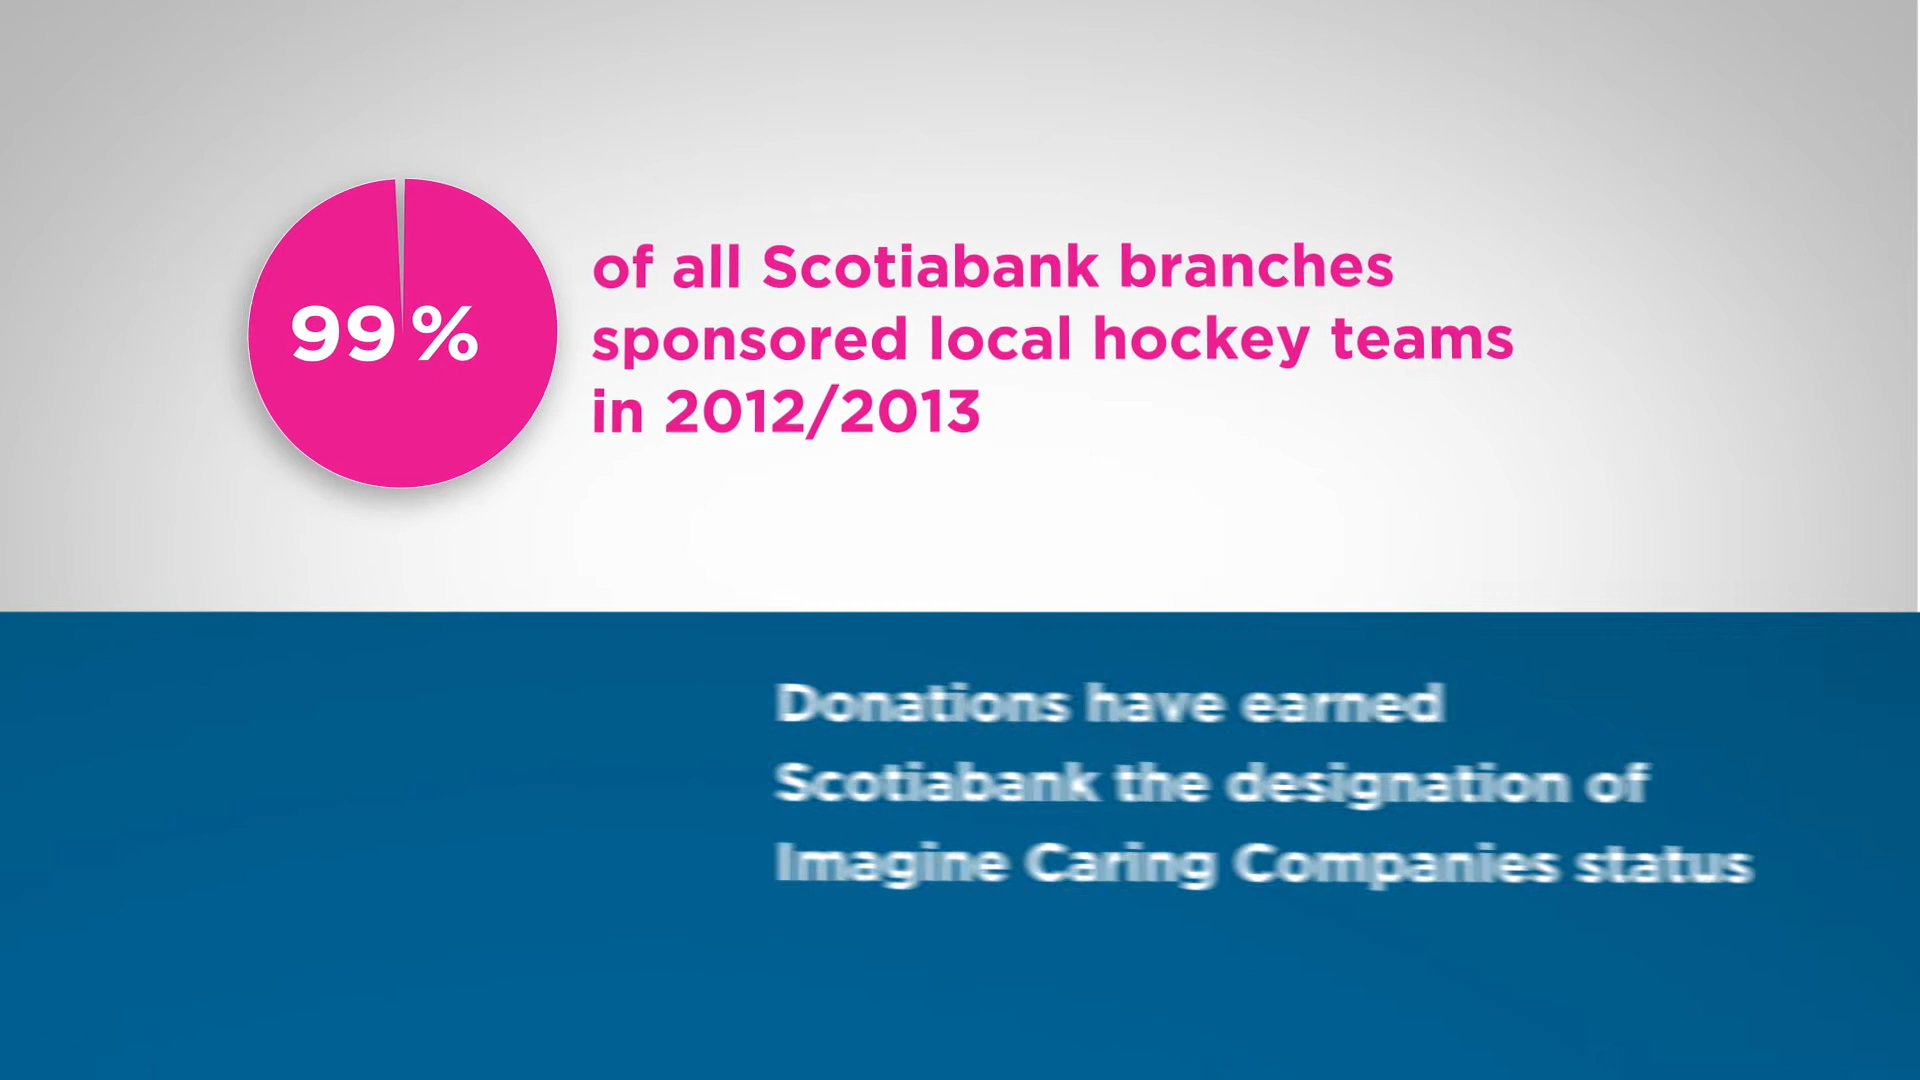 99%
of all Scotiabank branches
sponsored local hockey teams
in 2012/2013
Donations have earned
Scotiabank the designation of
Imagine Caring Companies status